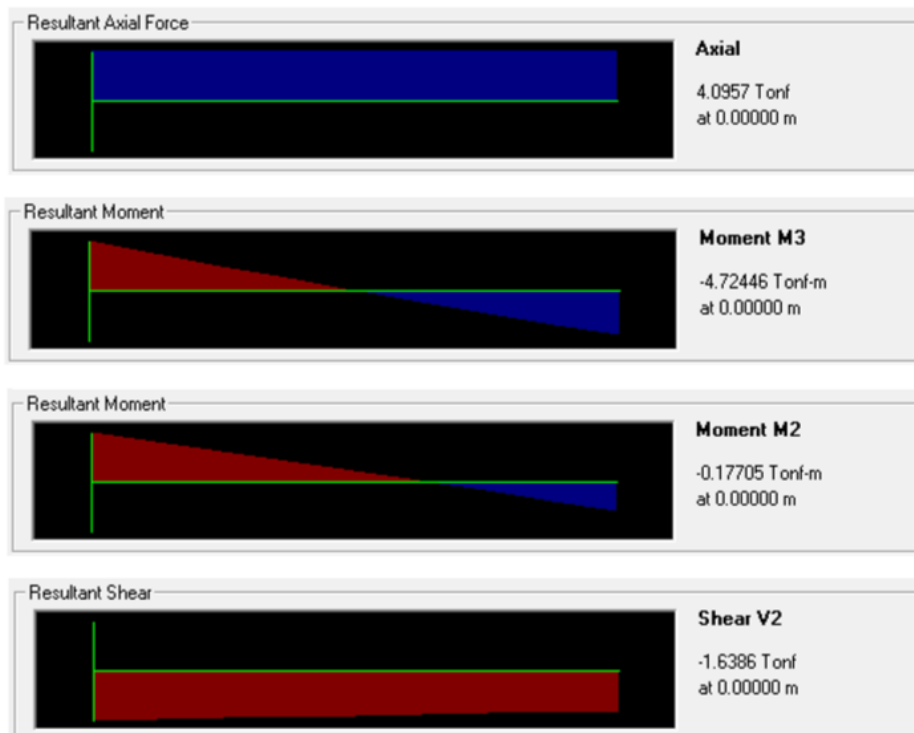 Resultant Axial Force
Axial
4.0957 Tonf
at 0.00000 m
Resultant Moment
Moment M3
-4.72446 Tonf-m
at 0.00000 m
Resultant Moment
Moment M2
-0.17705 Tonf-m
at 0.00000 m
Resultant Shear
Shear V2
-1.6386 Tonf
at 0.00000 m